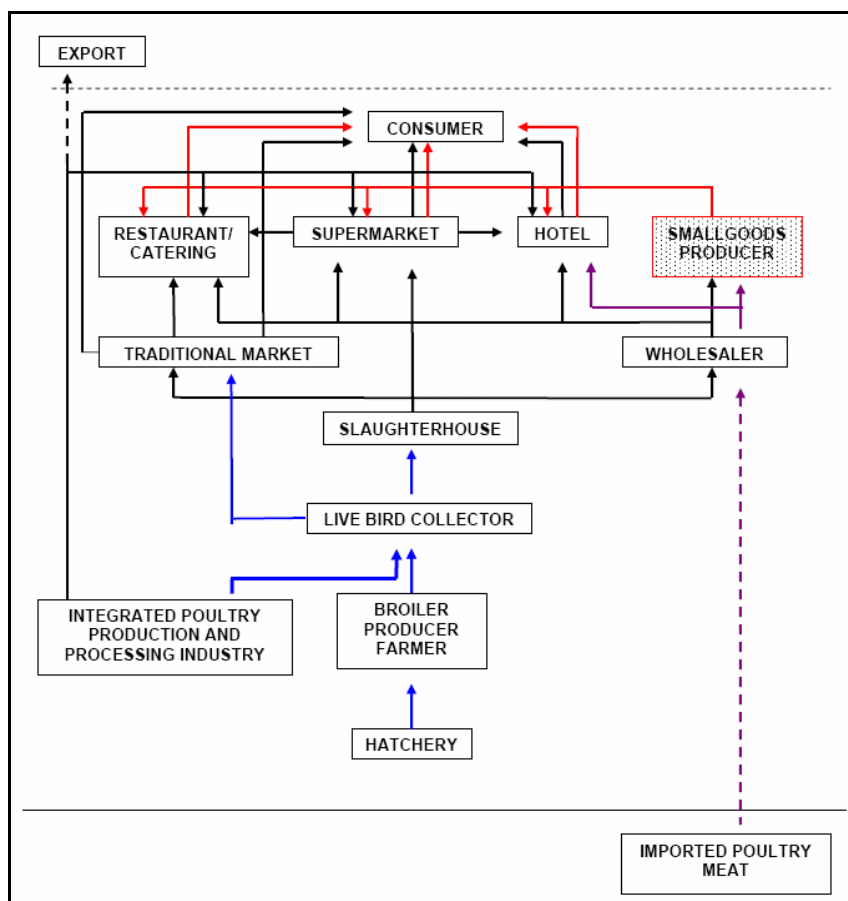 EXPORT
CONSUMER
RESTAURANT/
CATERING
SUPERMARKET
HOTEL
SMALLGOODS
PRODUCER
TRADITIONAL MARKET
WHOLESALER
SLAUGHTERHOUSE
LIVE BIRD COLLECTOR
INTEGRATED POULTRY
PRODUCTION AND
PROCESSING INDUSTRY
BROILER
PRODUCER
FARMER
HATCHERY
IMPORTED POULTRY
MEAT